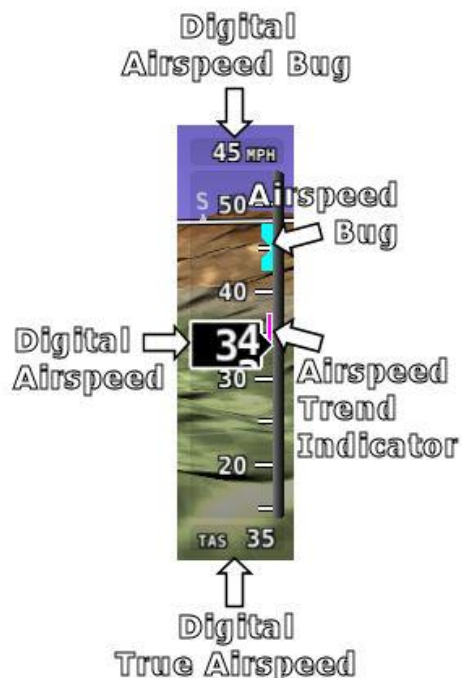 Digital
Airspeed Bug
45 MPH
S
50
Airspeed
Bug
40
Digital
Airspeed
34
30
Airspeed
Trend
Indicator
20
TAS 35
Digital
True Airspeed